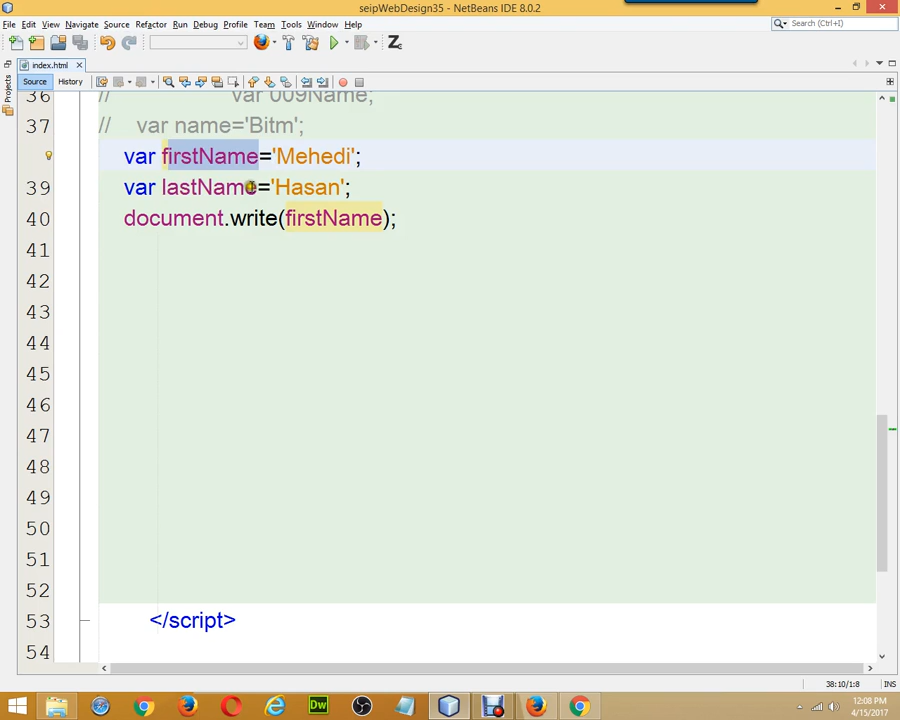 seipWebDesign35 - NetBeans IDE 8.0.2
File Edit View Navigate Source Refactor Run Debug Profile Team Tools Window Help
Search (Ctrl+I)
index.html
Projects
Source History
36 // var 009Name;
37 // var name='Bitm';
var firstName='Mehedi';
39 var lastName='Hasan';
40 document.write(firstName);
41
42
43
44
45
46
47
48
49
50
51
52
53 </script>
54
38:10/1:8 INS
Dw
12:08 PM
4/15/2017